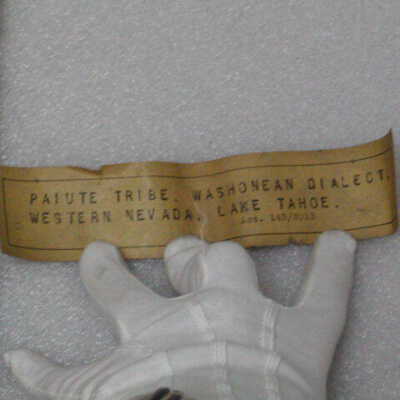 PAIUTE TRIBE. WASHONEAN DIALECT.
WESTERN NEVADA. LAKE TAHOE.